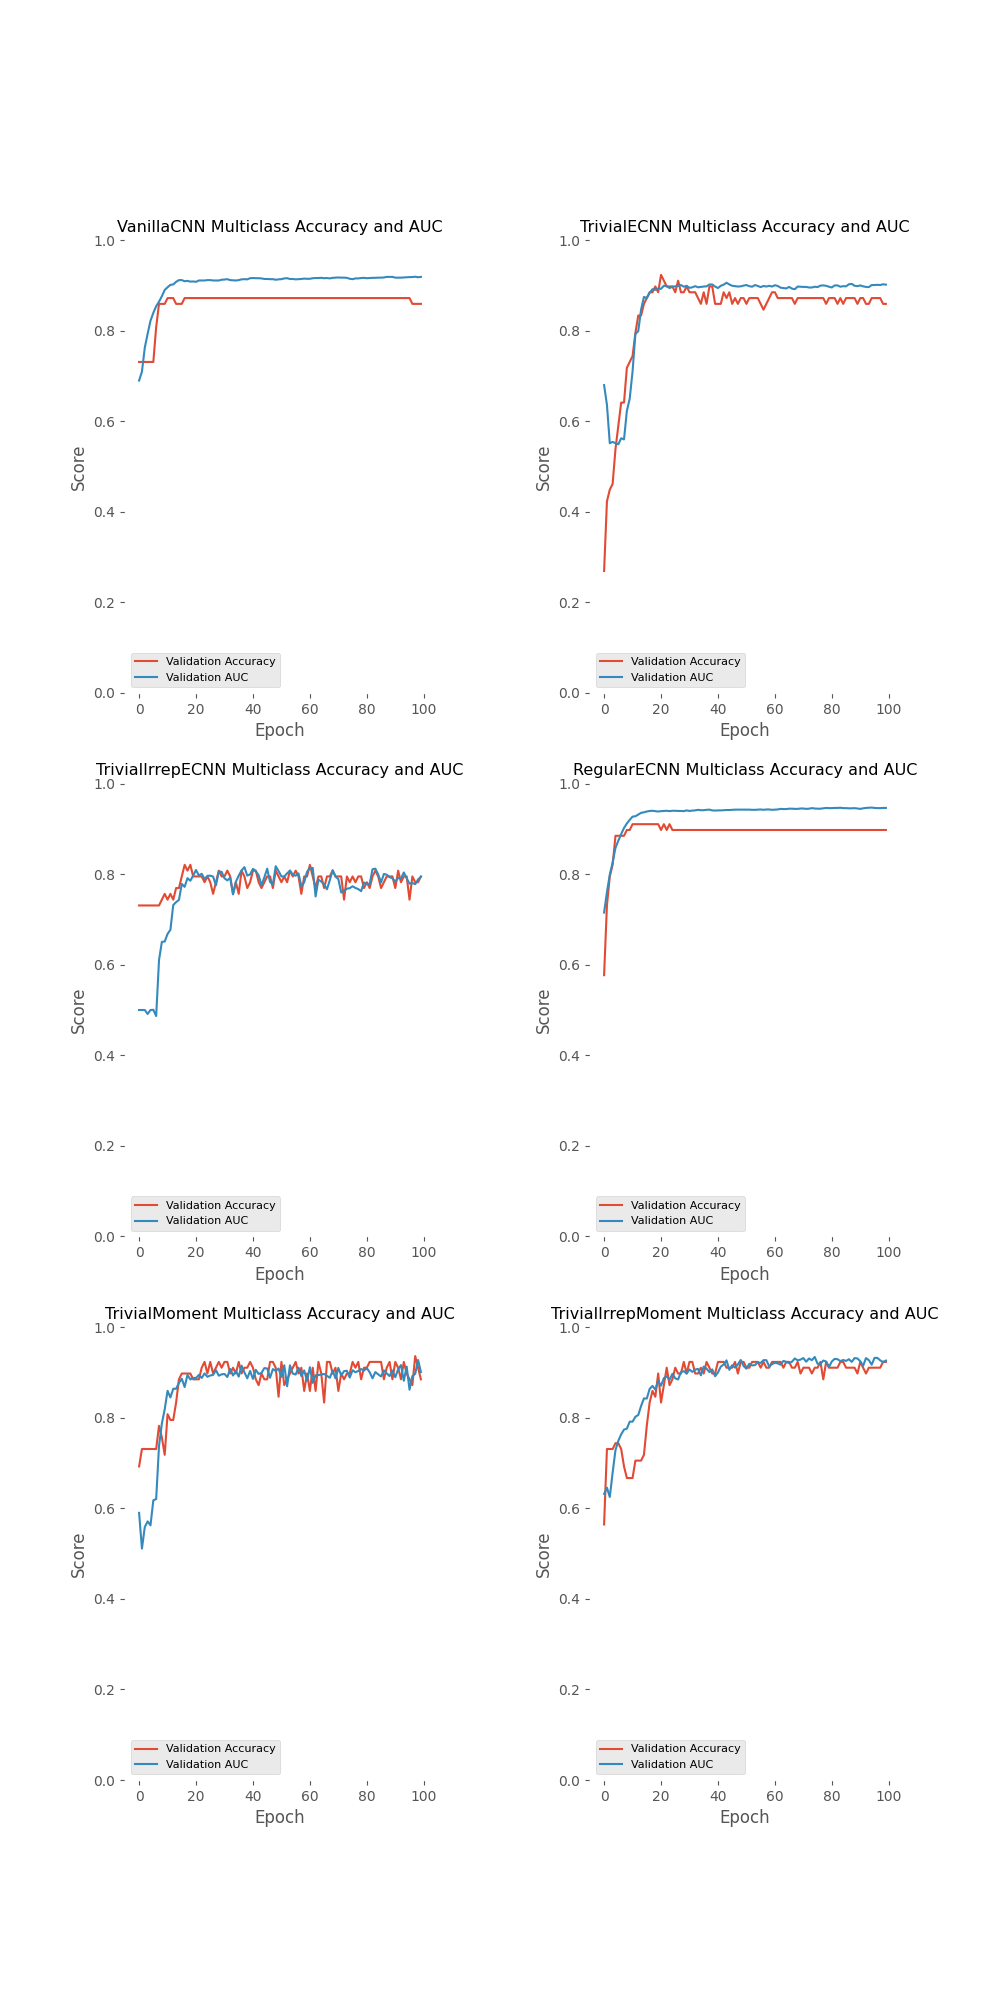 VanillaCNN Multiclass Accuracy and AUC
1.0
0.8
0.6
0.4
0.2
0.0
Score
Validation Accuracy
Validation AUC
0 20 40 60 80 100
Epoch
TrivialECNN Multiclass Accuracy and AUC
1.0
0.8
0.6
0.4
0.2
0.0
Score
Validation Accuracy
Validation AUC
0 20 40 60 80 100
Epoch
TrivialIrrepECNN Multiclass Accuracy and AUC
1.0
0.8
0.6
0.4
0.2
0.0
Score
Validation Accuracy
Validation AUC
0 20 40 60 80 100
Epoch
RegularECNN Multiclass Accuracy and AUC
1.0
0.8
0.6
0.4
0.2
0.0
Score
Validation Accuracy
Validation AUC
0 20 40 60 80 100
Epoch
TrivialMoment Multiclass Accuracy and AUC
1.0
0.8
0.6
0.4
0.2
0.0
Score
Validation Accuracy
Validation AUC
0 20 40 60 80 100
Epoch
TrivialIrrepMoment Multiclass Accuracy and AUC
1.0
0.8
0.6
0.4
0.2
0.0
Score
Validation Accuracy
Validation AUC
0 20 40 60 80 100
Epoch